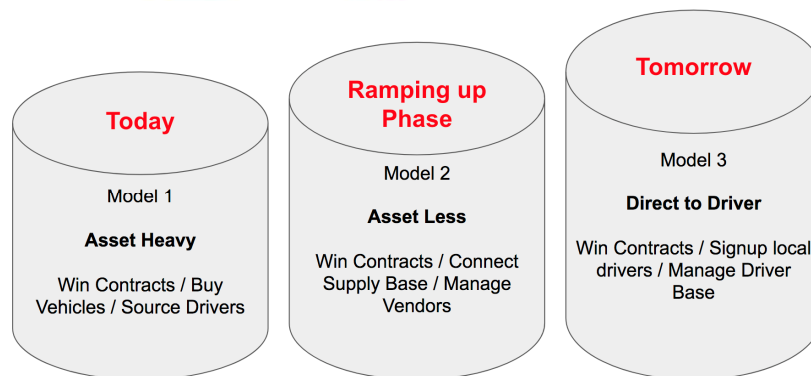 Today
Model 1
Asset Heavy
Win Contracts / Buy
Vehicles / Source Drivers
Ramping up
Phase
Model 2
Asset Less
Win Contracts / Connect
Supply Base / Manage
Vendors
Tomorrow
Model 3
Direct to Driver
Win Contracts / Signup local
drivers / Manage Driver
Base